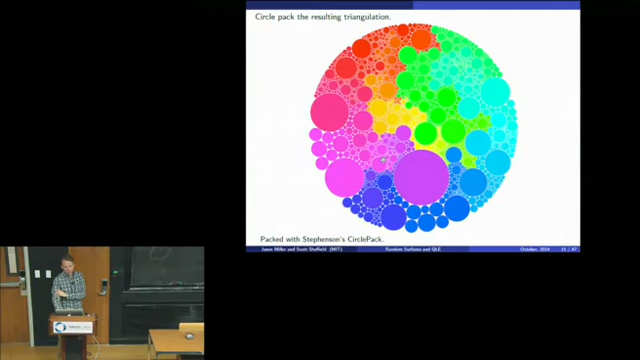 Circle pack the resulting triangulation.
Packed with Stephenson's CirclePack.
Jason Miller and Scott Sheffield (MIT) Random Surfaces and QLE October, 2014